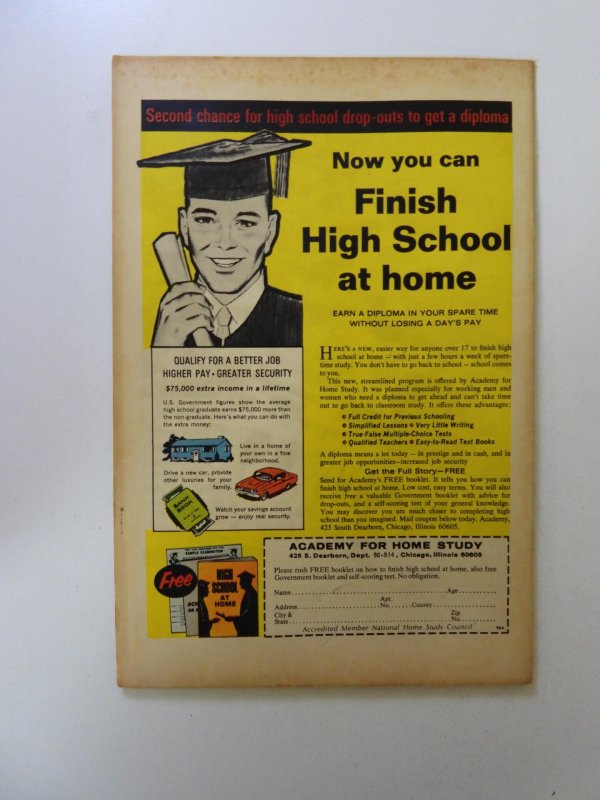 Second chance for high school drop-outs to get a diploma
Now you can
Finish
High School
at home
EARN A DIPLOMA IN YOUR SPARE TIME
WITHOUT LOSING A DAY'S PAY
HERE'S A NEW, easier way for anyone over 17 to finish high
school at home — with just a few hours a week of spare-
time study. You don't have to go back to school — school comes
to you.
This new, streamlined program is offered by Academy for
Home Study. It was planned especially for working men and
women who need a diploma to get ahead and can't take time
out to go back to classroom study. It offers these advantages:
Full Credit for Previous Schooling
Simplified Lessons Very Little Writing
True-False Multiple-Choice Tests
Qualified Teachers Easy-to-Read Text Books
A diploma means a lot today — in prestige and in cash, and in
greater job opportunities—increased job security
Get the Full Story—FREE
Send for Academy's FREE booklet. It tells you how you can
finish high school at home. Low cost, easy terms. You will also
receive free a valuable Government booklet with advice for
drop-outs, and a self-scoring test of your general knowledge.
You may discover you are much closer to completing high
school than you imagined. Mail coupon below today. Academy,
425 South Dearborn, Chicago, Illinois 60605.
QUALIFY FOR A BETTER JOB
HIGHER PAY • GREATER SECURITY
$75,000 extra income in a lifetime
U.S. Government figures show the average
high school graduate earns $75,000 more than
the non-graduate. Here's what you can do with
the extra money:
Live in a home of
your own in a fine
neighborhood.
Drive a new car, provide
other luxuries for your
family.
BANK
BOOK
Watch your savings account
grow — enjoy real security.
SAMPLE EXAMINATION
Free
HIGH
SCHOOL
AT
HOME
ACADEMY FOR HOME STUDY
425 S. Dearborn, Dept. 90-914, Chicago, Illinois 60605
Please rush FREE booklet on how to finish high school at home, also free
Government booklet and self-scoring test. No obligation.
Name Age
Apt.
Address No. County
City & Zip
State No.
Accredited Member National Home Study Council